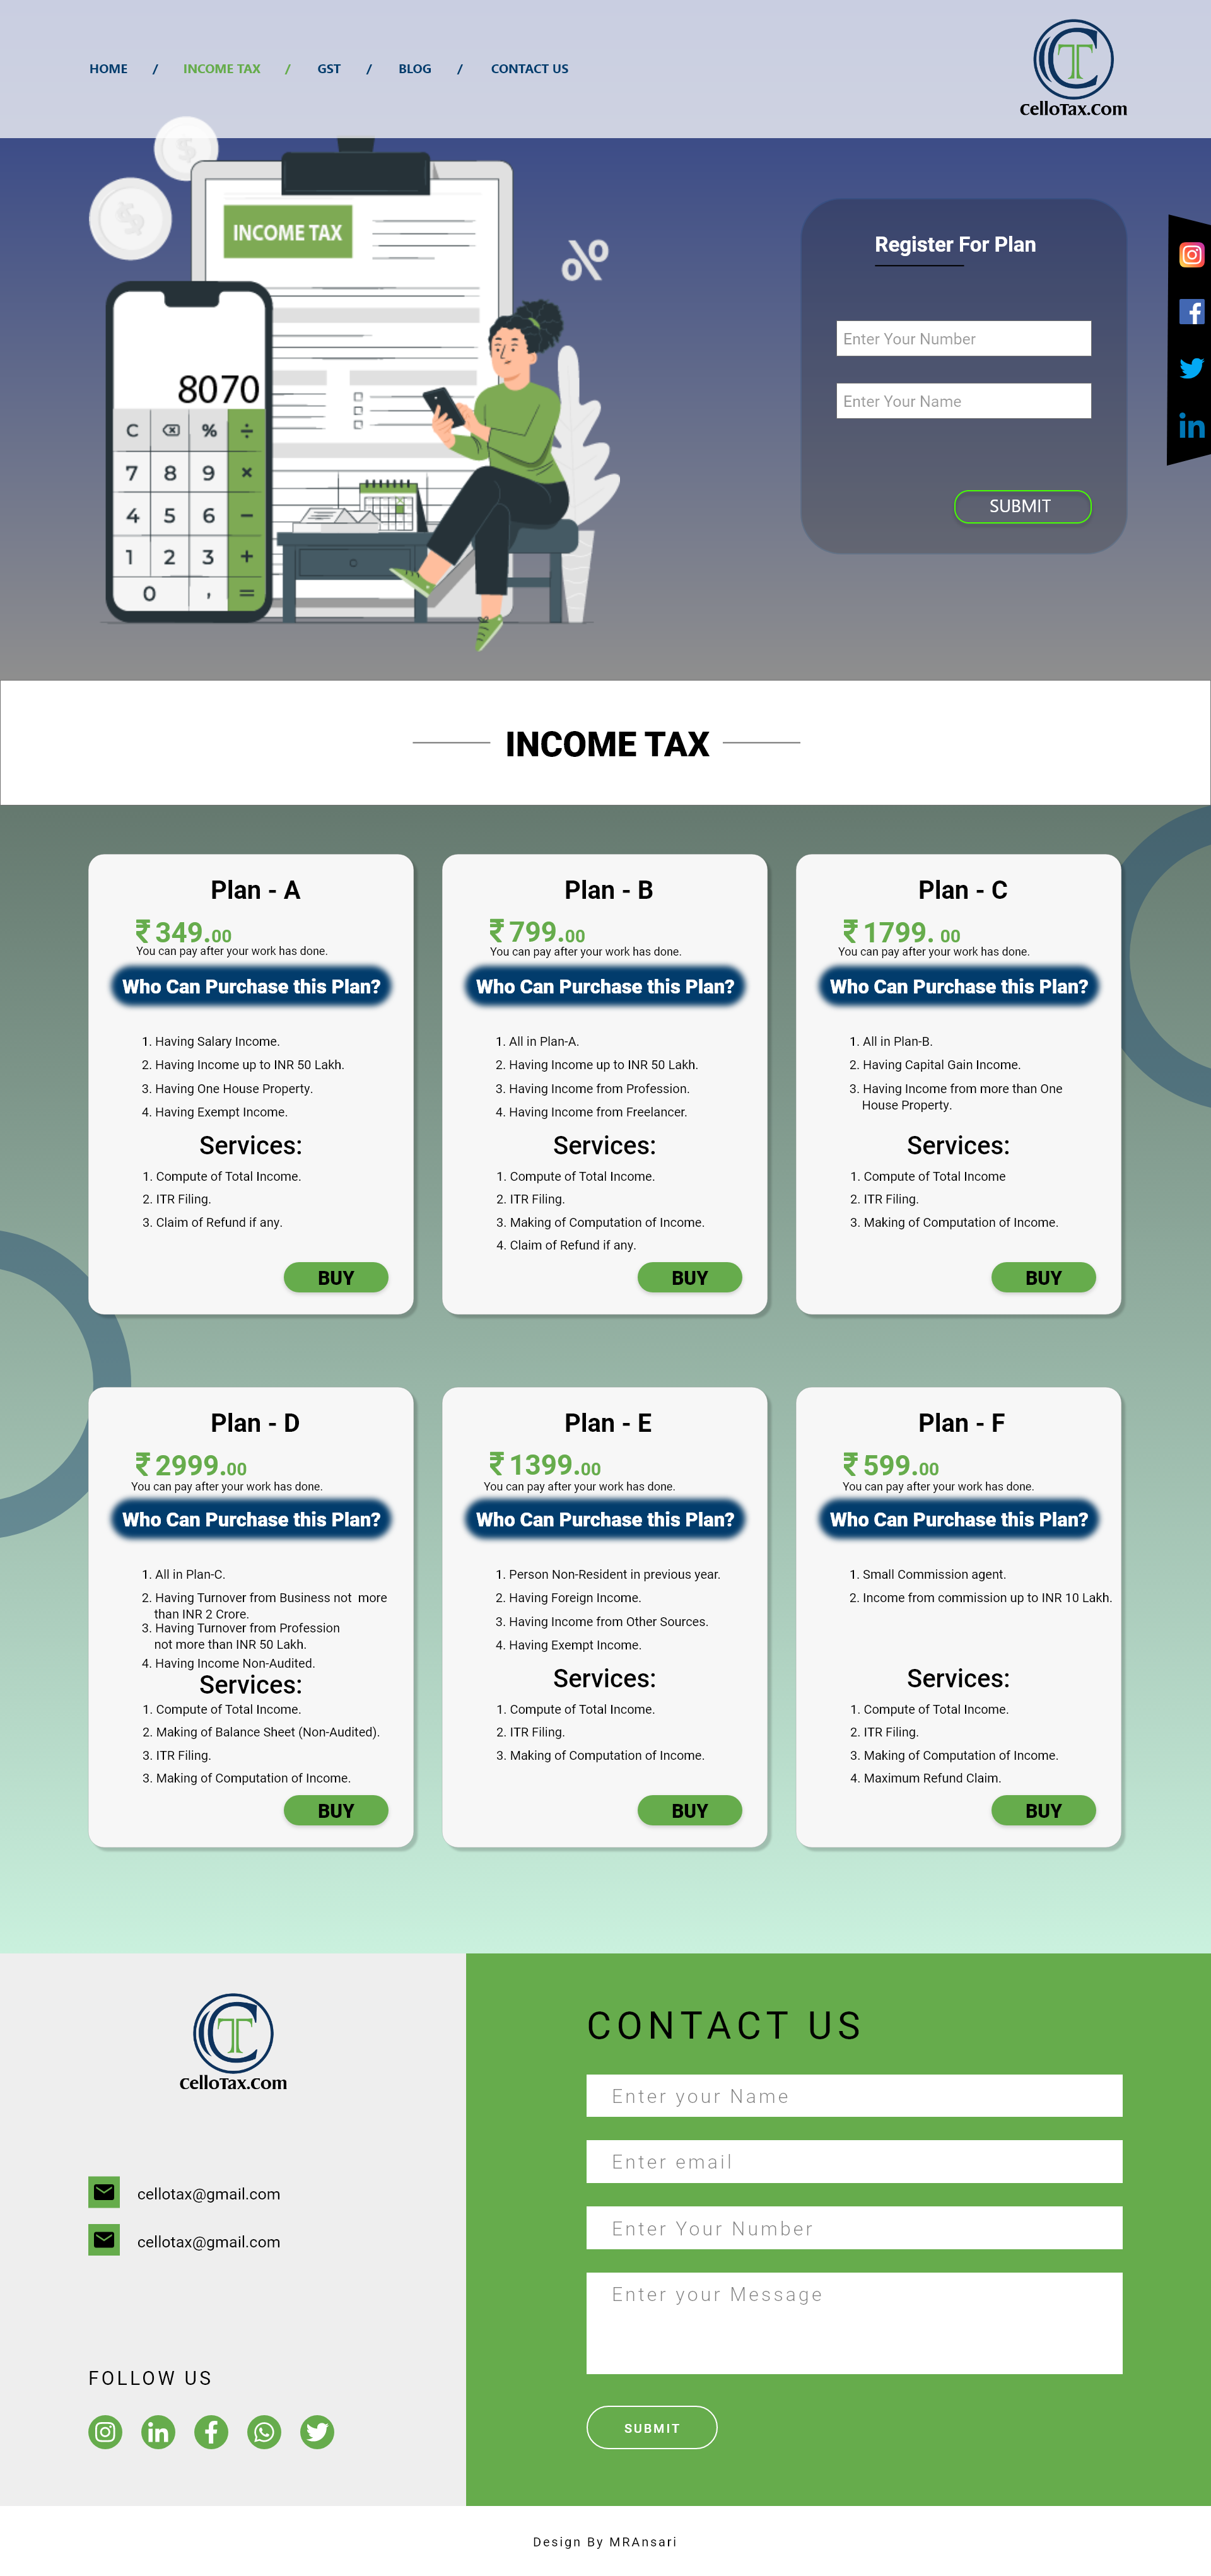 HOME / INCOME TAX / GST / BLOG / CONTACT US
CT
CelloTax.Com
INCOME TAX
%
8070
C % ÷
7 8 9 ×
4 5 6 −
1 2 3 +
0 , =
Register For Plan
Enter Your Number
Enter Your Name
SUBMIT
INCOME TAX
Plan - A
₹ 349.00
You can pay after your work has done.
Who Can Purchase this Plan?
1. Having Salary Income.
2. Having Income up to INR 50 Lakh.
3. Having One House Property.
4. Having Exempt Income.
Services:
1. Compute of Total Income.
2. ITR Filing.
3. Claim of Refund if any.
BUY
Plan - B
₹ 799.00
You can pay after your work has done.
Who Can Purchase this Plan?
1. All in Plan-A.
2. Having Income up to INR 50 Lakh.
3. Having Income from Profession.
4. Having Income from Freelancer.
Services:
1. Compute of Total Income.
2. ITR Filing.
3. Making of Computation of Income.
4. Claim of Refund if any.
BUY
Plan - C
₹ 1799. 00
You can pay after your work has done.
Who Can Purchase this Plan?
1. All in Plan-B.
2. Having Capital Gain Income.
3. Having Income from more than One
House Property.
Services:
1. Compute of Total Income
2. ITR Filing.
3. Making of Computation of Income.
BUY
Plan - D
₹ 2999.00
You can pay after your work has done.
Who Can Purchase this Plan?
1. All in Plan-C.
2. Having Turnover from Business not more
than INR 2 Crore.
3. Having Turnover from Profession
not more than INR 50 Lakh.
4. Having Income Non-Audited.
Services:
1. Compute of Total Income.
2. Making of Balance Sheet (Non-Audited).
3. ITR Filing.
3. Making of Computation of Income.
BUY
Plan - E
₹ 1399.00
You can pay after your work has done.
Who Can Purchase this Plan?
1. Person Non-Resident in previous year.
2. Having Foreign Income.
3. Having Income from Other Sources.
4. Having Exempt Income.
Services:
1. Compute of Total Income.
2. ITR Filing.
3. Making of Computation of Income.
BUY
Plan - F
₹ 599.00
You can pay after your work has done.
Who Can Purchase this Plan?
1. Small Commission agent.
2. Income from commission up to INR 10 Lakh.
Services:
1. Compute of Total Income.
2. ITR Filing.
3. Making of Computation of Income.
4. Maximum Refund Claim.
BUY
CT
CelloTax.Com
cellotax@gmail.com
cellotax@gmail.com
FOLLOW US
CONTACT US
Enter your Name
Enter email
Enter Your Number
Enter your Message
SUBMIT
Design By MRAnsari